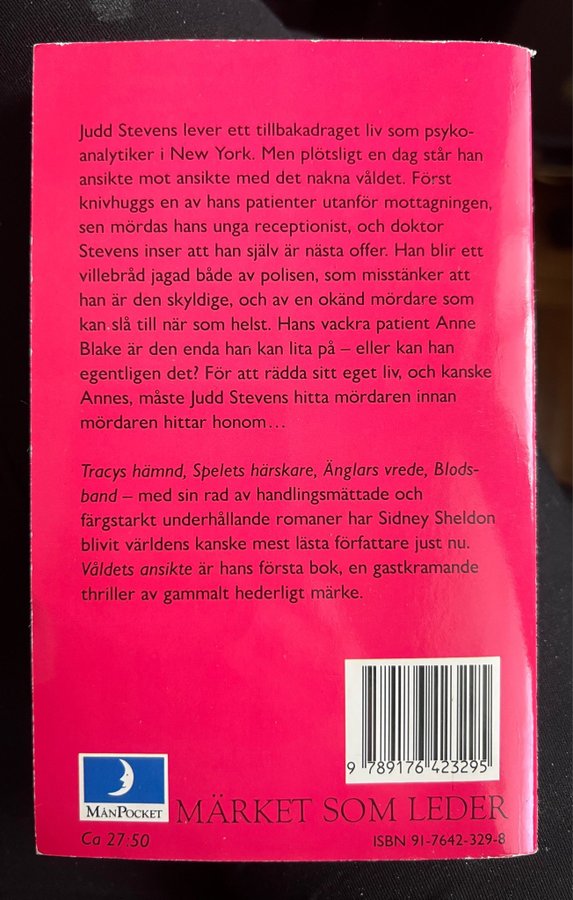 Judd Stevens lever ett tillbakadraget liv som psyko-
analytiker i New York. Men plötsligt en dag står han
ansikte mot ansikte med det nakna våldet. Först
knivhuggs en av hans patienter utanför mottagningen,
sen mördas hans unga receptionist, och doktor
Stevens inser att han själv är nästa offer. Han blir ett
villebråd jagad både av polisen, som misstänker att
han är den skyldige, och av en okänd mördare som
kan slå till när som helst. Hans vackra patient Anne
Blake är den enda han kan lita på – eller kan han
egentligen det? För att rädda sitt eget liv, och kanske
Annes, måste Judd Stevens hitta mördaren innan
mördaren hittar honom…
Tracys hämnd, Spelets härskare, Änglars vrede, Blods-
band – med sin rad av handlingsmättade och
färgstarkt underhållande romaner har Sidney Sheldon
blivit världens kanske mest lästa författare just nu.
Våldets ansikte är hans första bok, en gastkramande
thriller av gammalt hederligt märke.
9 789176 423295
MÅNPOCKET
MÄRKET SOM LEDER
Ca 27:50
ISBN 91-7642-329-8